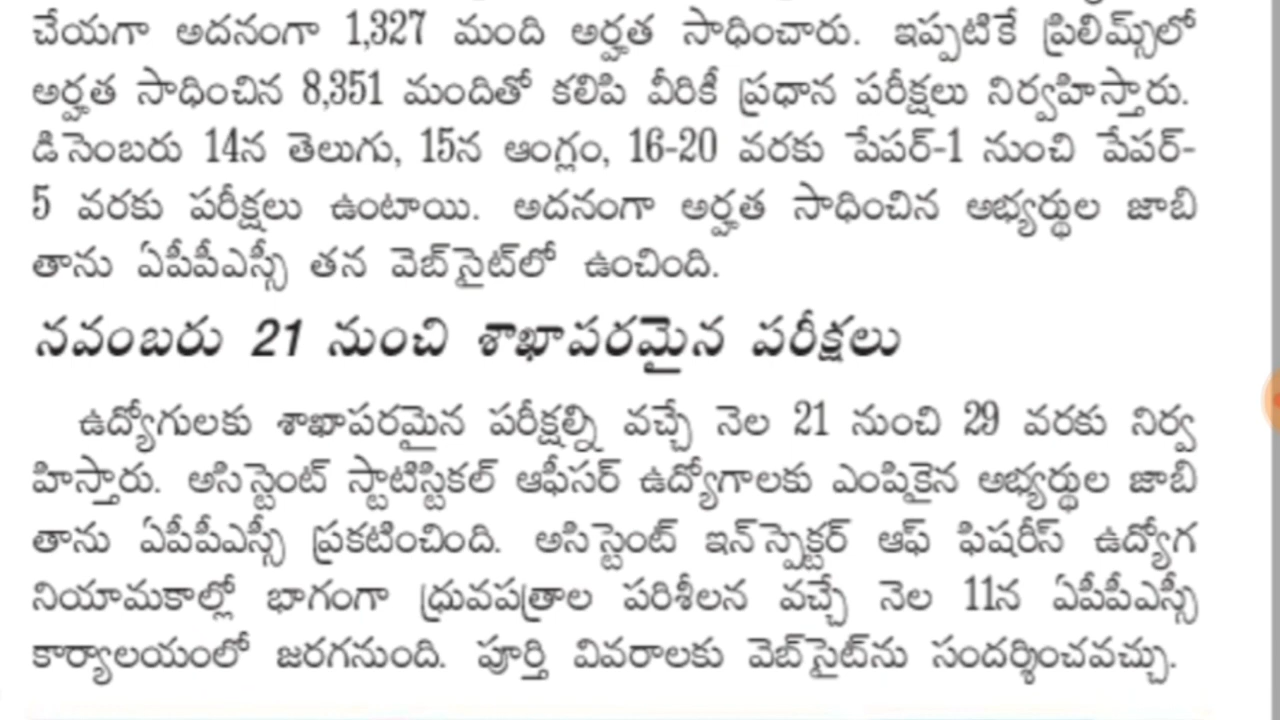 చేయగా అదనంగా 1,327 మంది అర్హత సాధించారు. ఇప్పటికే ప్రిలిమ్స్‌లో
అర్హత సాధించిన 8,351 మందితో కలిపి వీరికీ ప్రధాన పరీక్షలు నిర్వహిస్తారు.
డిసెంబరు 14న తెలుగు, 15న ఆంగ్లం, 16-20 వరకు పేపర్-1 నుంచి పేపర్-
5 వరకు పరీక్షలు ఉంటాయి. అదనంగా అర్హత సాధించిన అభ్యర్థుల జాబి
తాను ఏపీపీఎస్సీ తన వెబ్‌సైట్‌లో ఉంచింది.
నవంబరు 21 నుంచి శాఖాపరమైన పరీక్షలు
ఉద్యోగులకు శాఖాపరమైన పరీక్షల్ని వచ్చే నెల 21 నుంచి 29 వరకు నిర్వ
హిస్తారు. అసిస్టెంట్ స్టాటిస్టికల్ ఆఫీసర్ ఉద్యోగాలకు ఎంపికైన అభ్యర్థుల జాబి
తాను ఏపీపీఎస్సీ ప్రకటించింది. అసిస్టెంట్ ఇన్‌స్పెక్టర్ ఆఫ్ ఫిషరీస్ ఉద్యోగ
నియామకాల్లో భాగంగా ధ్రువపత్రాల పరిశీలన వచ్చే నెల 11న ఏపీపీఎస్సీ
కార్యాలయంలో జరగనుంది. పూర్తి వివరాలకు వెబ్‌సైట్‌ను సందర్శించవచ్చు.